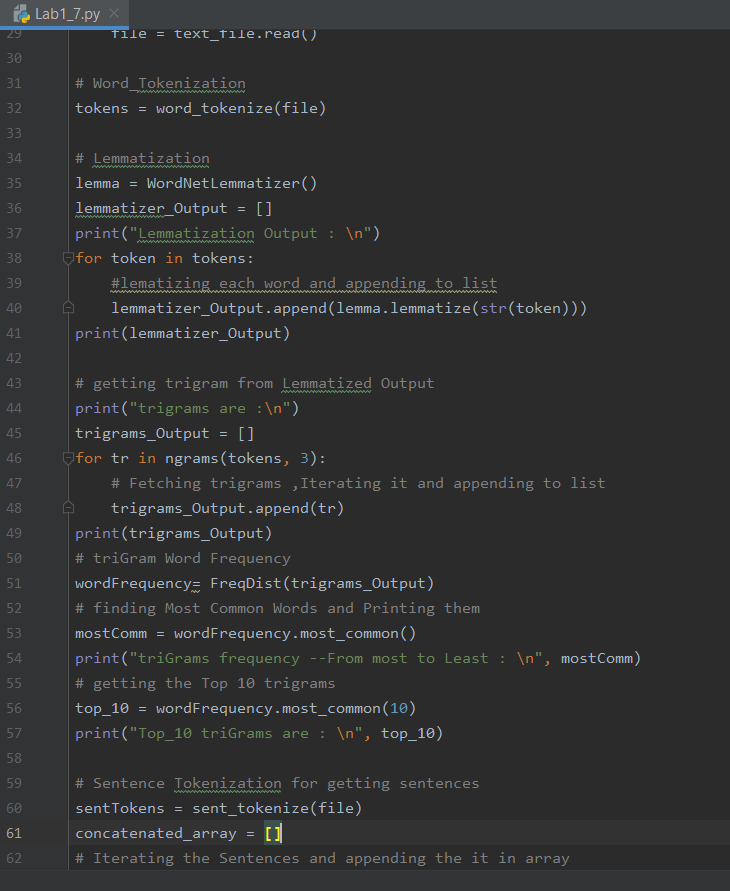 Lab1_7.py
29 file = text_file.read()
30
31 # Word_Tokenization
32 tokens = word_tokenize(file)
33
34 # Lemmatization
35 lemma = WordNetLemmatizer()
36 lemmatizer_Output = []
37 print("Lemmatization Output : \n")
38 for token in tokens:
39 #lematizing each word and appending to list
40 lemmatizer_Output.append(lemma.lemmatize(str(token)))
41 print(lemmatizer_Output)
42
43 # getting trigram from Lemmatized Output
44 print("trigrams are :\n")
45 trigrams_Output = []
46 for tr in ngrams(tokens, 3):
47 # Fetching trigrams ,Iterating it and appending to list
48 trigrams_Output.append(tr)
49 print(trigrams_Output)
50 # triGram Word Frequency
51 wordFrequency= FreqDist(trigrams_Output)
52 # finding Most Common Words and Printing them
53 mostComm = wordFrequency.most_common()
54 print("triGrams frequency --From most to Least : \n", mostComm)
55 # getting the Top 10 trigrams
56 top_10 = wordFrequency.most_common(10)
57 print("Top_10 triGrams are : \n", top_10)
58
59 # Sentence Tokenization for getting sentences
60 sentTokens = sent_tokenize(file)
61 concatenated_array = []
62 # Iterating the Sentences and appending the it in array